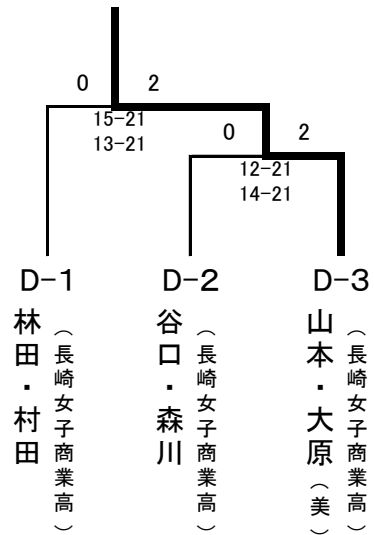 0 2
15-21
13-21
0 2
12-21
14-21
D-1 D-2 D-3
林田・村田
（長崎女子商業高）
谷口・森川
（長崎女子商業高）
山本・大原（美）
（長崎女子商業高）